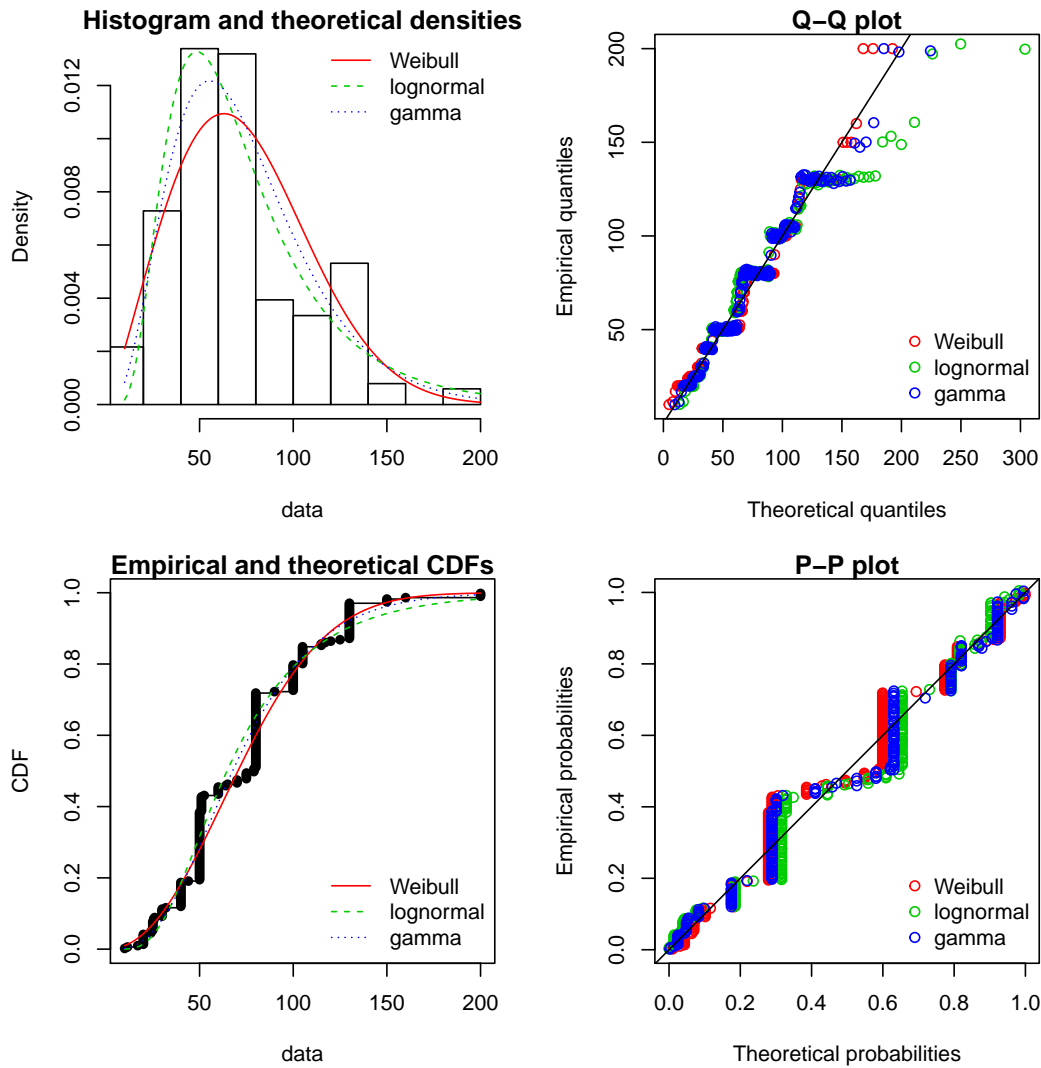 Histogram and theoretical densities
Density
0.000
0.004
0.008
0.012
Weibull
lognormal
gamma
50
100
150
200
data
Q−Q plot
Empirical quantiles
50
100
150
200
Weibull
lognormal
gamma
0
50
100
150
200
250
300
Theoretical quantiles
Empirical and theoretical CDFs
CDF
0.0
0.2
0.4
0.6
0.8
1.0
Weibull
lognormal
gamma
50
100
150
200
data
P−P plot
Empirical probabilities
0.0
0.2
0.4
0.6
0.8
1.0
Weibull
lognormal
gamma
0.0
0.2
0.4
0.6
0.8
1.0
Theoretical probabilities